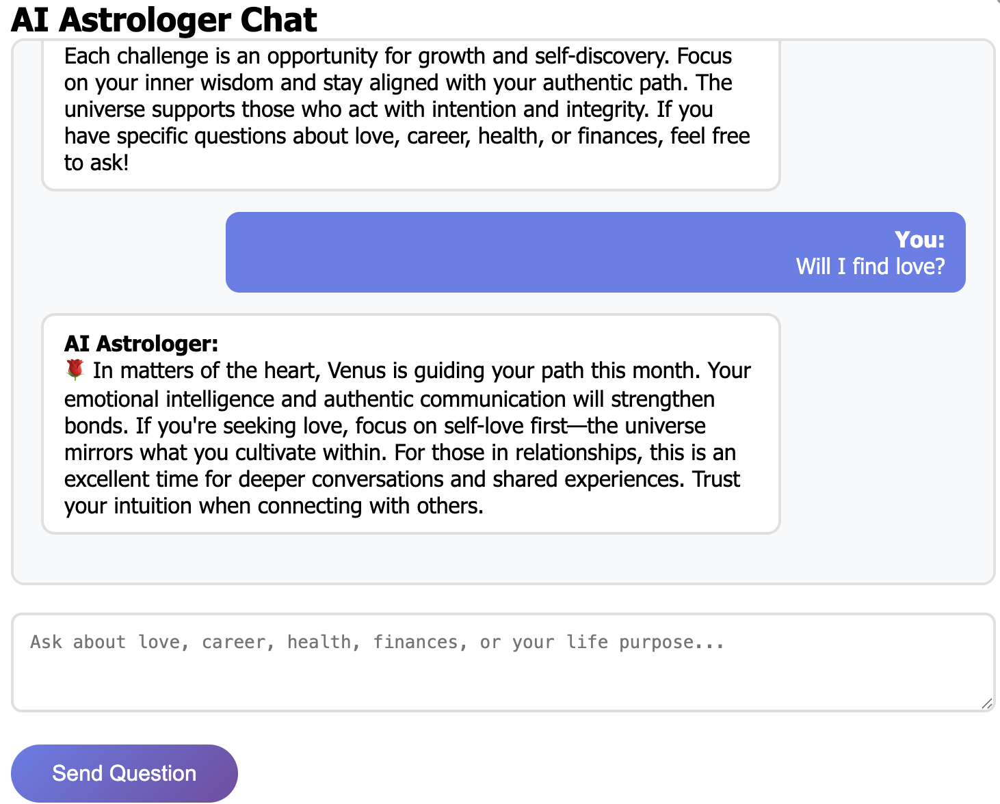 AI Astrologer Chat
Each challenge is an opportunity for growth and self-discovery. Focus
on your inner wisdom and stay aligned with your authentic path. The
universe supports those who act with intention and integrity. If you
have specific questions about love, career, health, or finances, feel free
to ask!
You:
Will I find love?
AI Astrologer:
🌹 In matters of the heart, Venus is guiding your path this month. Your
emotional intelligence and authentic communication will strengthen
bonds. If you're seeking love, focus on self-love first—the universe
mirrors what you cultivate within. For those in relationships, this is an
excellent time for deeper conversations and shared experiences. Trust
your intuition when connecting with others.
Ask about love, career, health, finances, or your life purpose...
Send Question